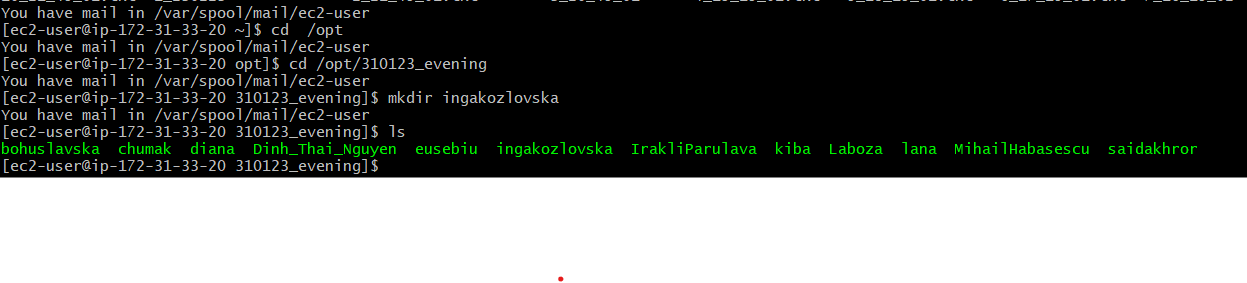 You have mail in /var/spool/mail/ec2-user
[ec2-user@ip-172-31-33-20 ~]$ cd  /opt
You have mail in /var/spool/mail/ec2-user
[ec2-user@ip-172-31-33-20 opt]$ cd /opt/310123_evening
You have mail in /var/spool/mail/ec2-user
[ec2-user@ip-172-31-33-20 310123_evening]$ mkdir ingakozlovska
You have mail in /var/spool/mail/ec2-user
[ec2-user@ip-172-31-33-20 310123_evening]$ ls
bohuslavska  chumak  diana  Dinh_Thai_Nguyen  eusebiu  ingakozlovska  IrakliParulava  kiba  Laboza  lana  MihailHabasescu  saidakhror
[ec2-user@ip-172-31-33-20 310123_evening]$